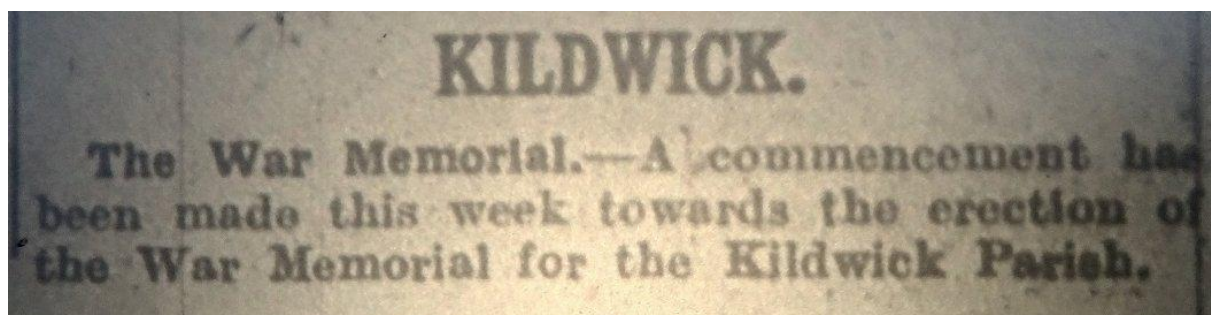 KILDWICK.
The War Memorial.—A commencement has
been made this week towards the erection of
the War Memorial for the Kildwick Parish.